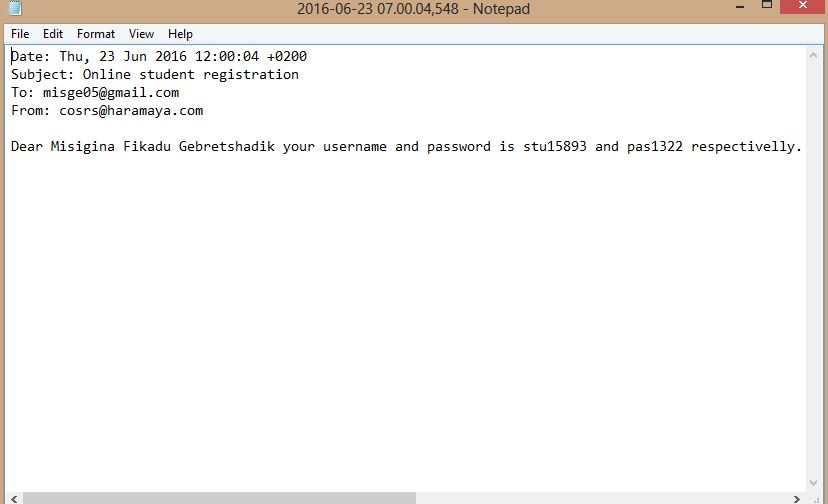 2016-06-23 07.00.04,548 - Notepad
File Edit Format View Help
Date: Thu, 23 Jun 2016 12:00:04 +0200
Subject: Online student registration
To: misge05@gmail.com
From: cosrs@haramaya.com
Dear Misigina Fikadu Gebretshadik your username and password is stu15893 and pas1322 respectivelly.